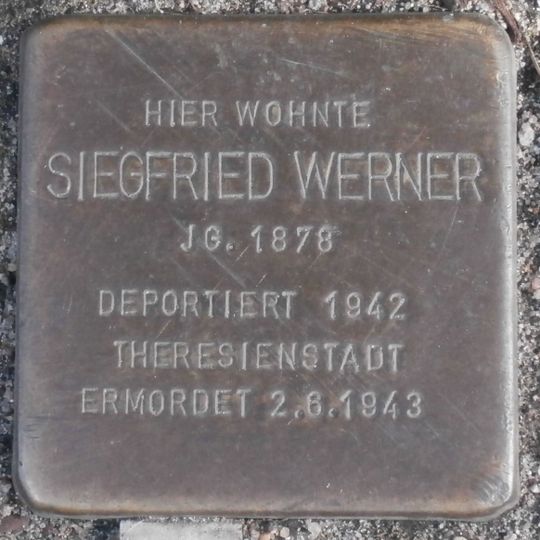 HIER WOHNTE
SIEGFRIED WERNER
JG. 1878
DEPORTIERT 1942
THERESIENSTADT
ERMORDET 2.6.1943